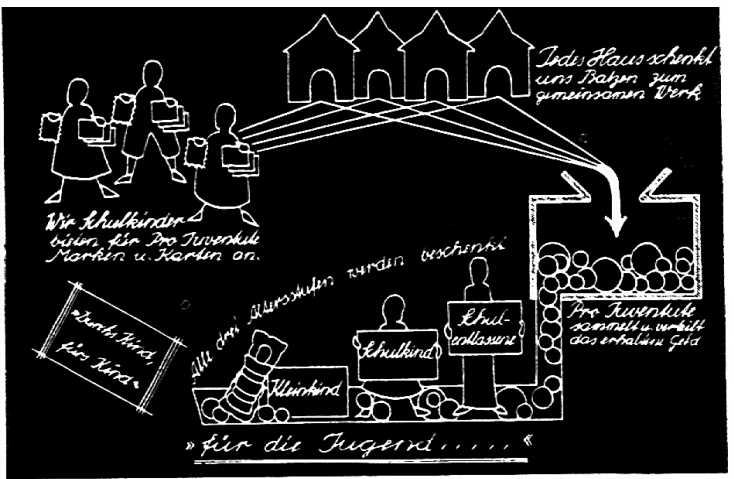 Jedes Haus schenkt
uns Batzen zum
gemeinsamen Werk
Wir Schulkinder
bieten für Pro Juventute
Marken u. Karten an.
Alle drei Altersstufen werden beschenkt
Pro Juventute
sammelt u. verteilt
das erhaltene Geld
»Durchs Kind,
fürs Kind«
Kleinkind
Schulkind
Schul-
entlassene
»für die Jugend.....«